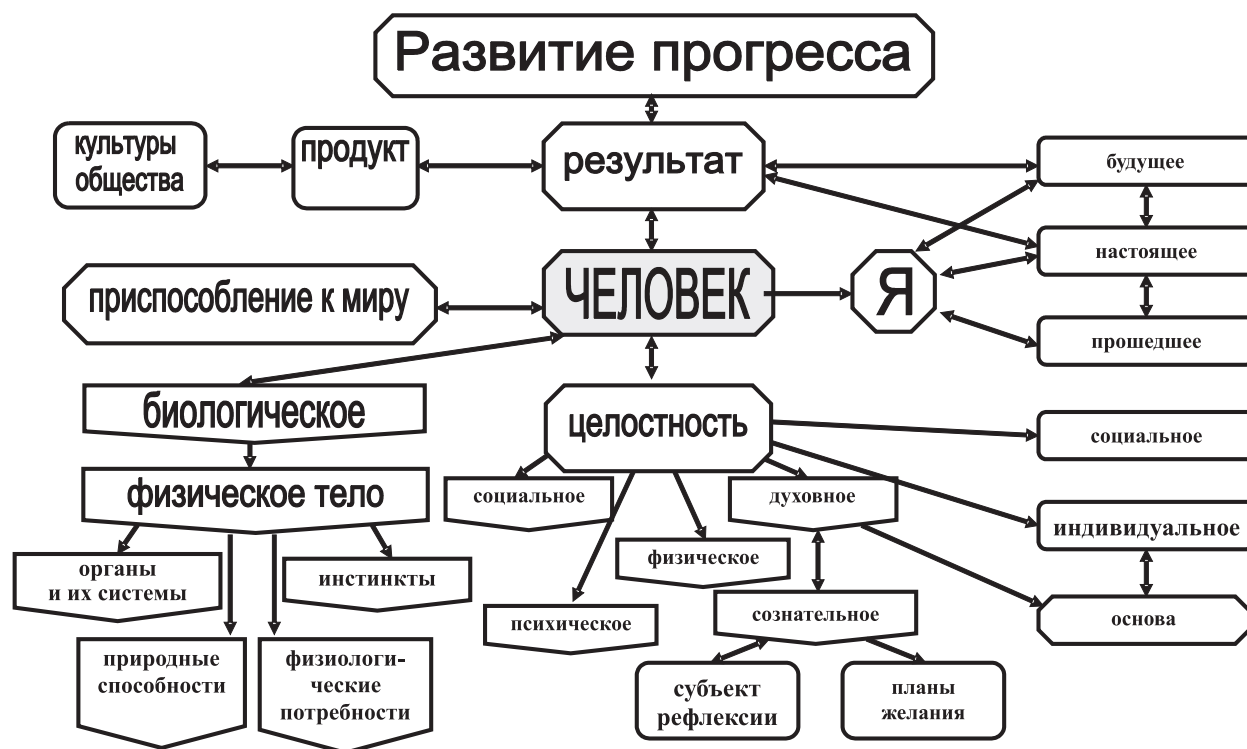 Развитие прогресса
культуры
общества
продукт
результат
будущее
настоящее
приспособление к миру
ЧЕЛОВЕК
Я
прошедшее
биологическое
целостность
социальное
физическое тело
социальное
духовное
индивидуальное
органы
и их системы
инстинкты
физическое
психическое
сознательное
основа
природные
способности
физиологи-
ческие
потребности
субъект
рефлексии
планы
желания